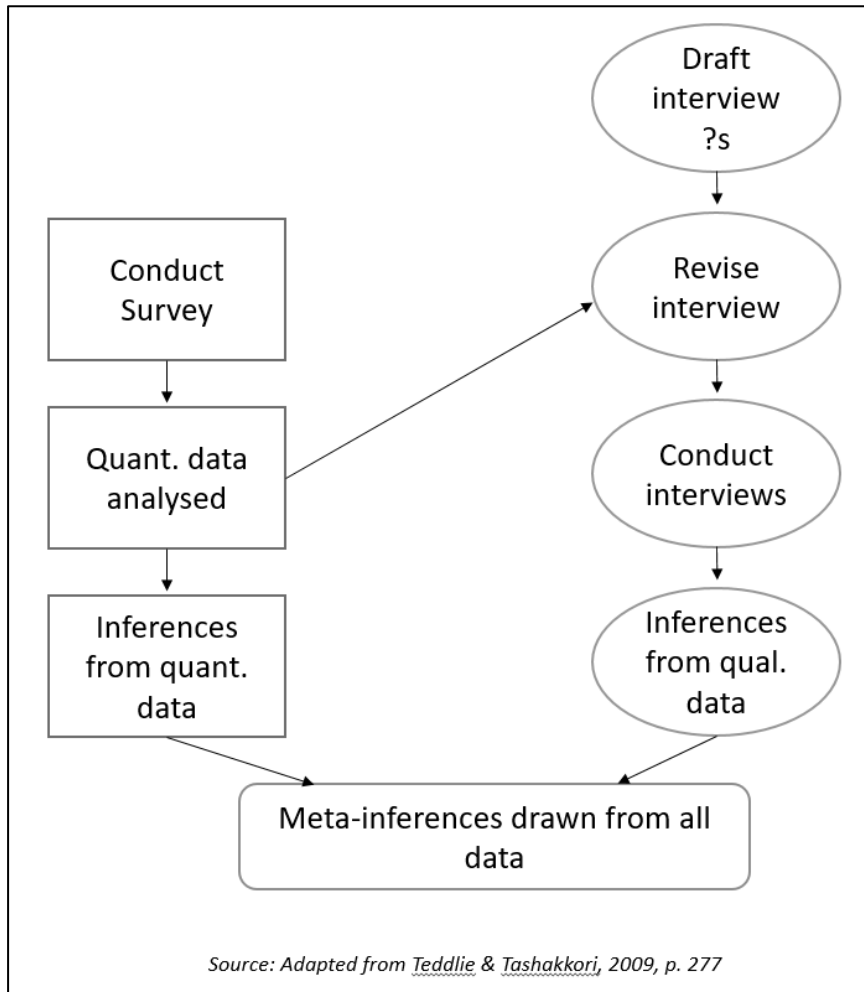 Draft
interview
?s
Conduct
Survey
Revise
interview
Quant. data
analysed
Conduct
interviews
Inferences
from quant.
data
Inferences
from qual.
data
Meta-inferences drawn from all
data
Source: Adapted from Teddlie & Tashakkori, 2009, p. 277